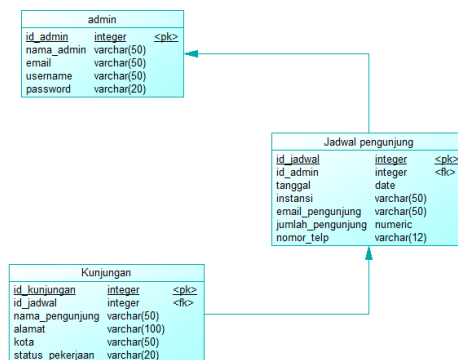 admin
id_admin integer <pk>
nama_admin varchar(50)
email varchar(50)
username varchar(50)
password varchar(20)
Jadwal pengunjung
id_jadwal integer <pk>
id_admin integer <fk>
tanggal date
instansi varchar(50)
email_pengunjung varchar(50)
jumlah_pengunjung numeric
nomor_telp varchar(12)
Kunjungan
id_kunjungan integer <pk>
id_jadwal integer <fk>
nama_pengunjung varchar(50)
alamat varchar(100)
kota varchar(50)
status_pekerjaan varchar(20)